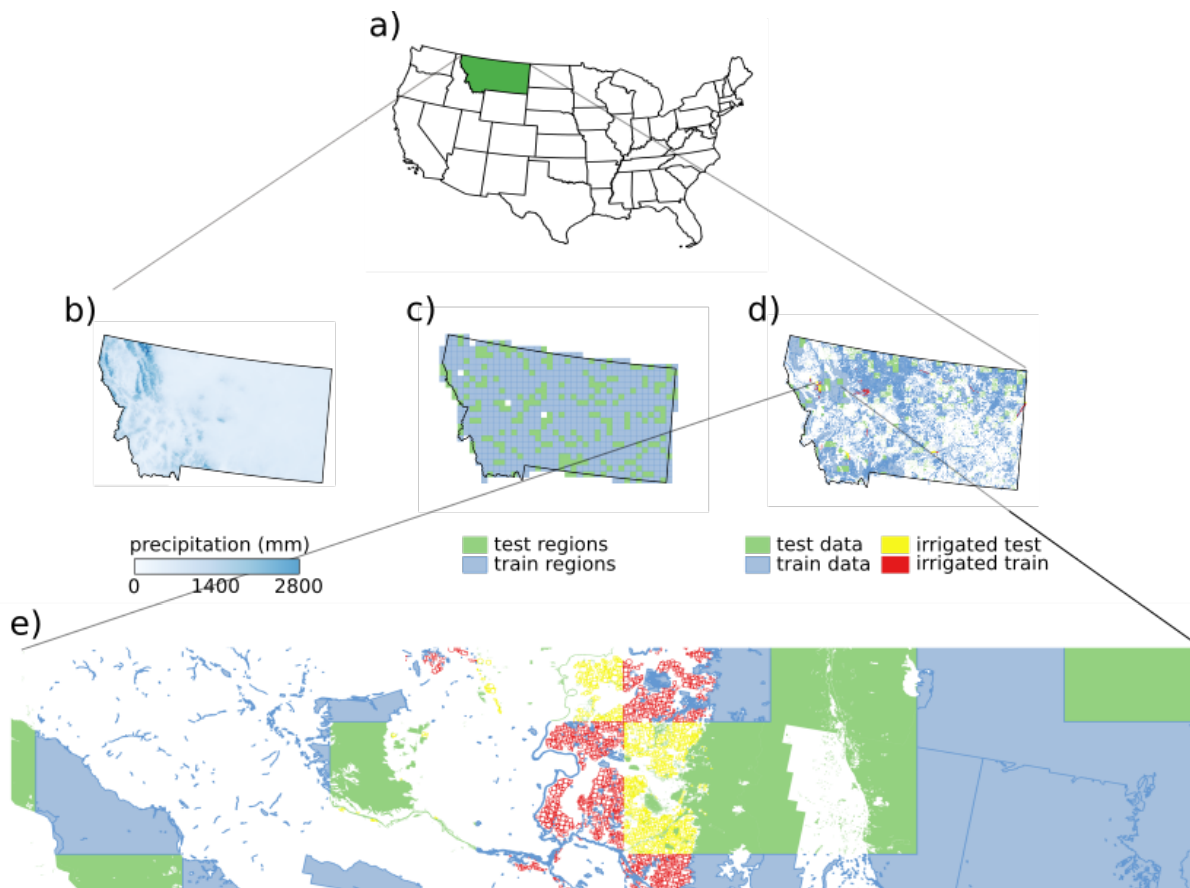 a)
b)
c)
d)
precipitation (mm)
0 1400 2800
test regions
train regions
test data
train data
irrigated test
irrigated train
e)